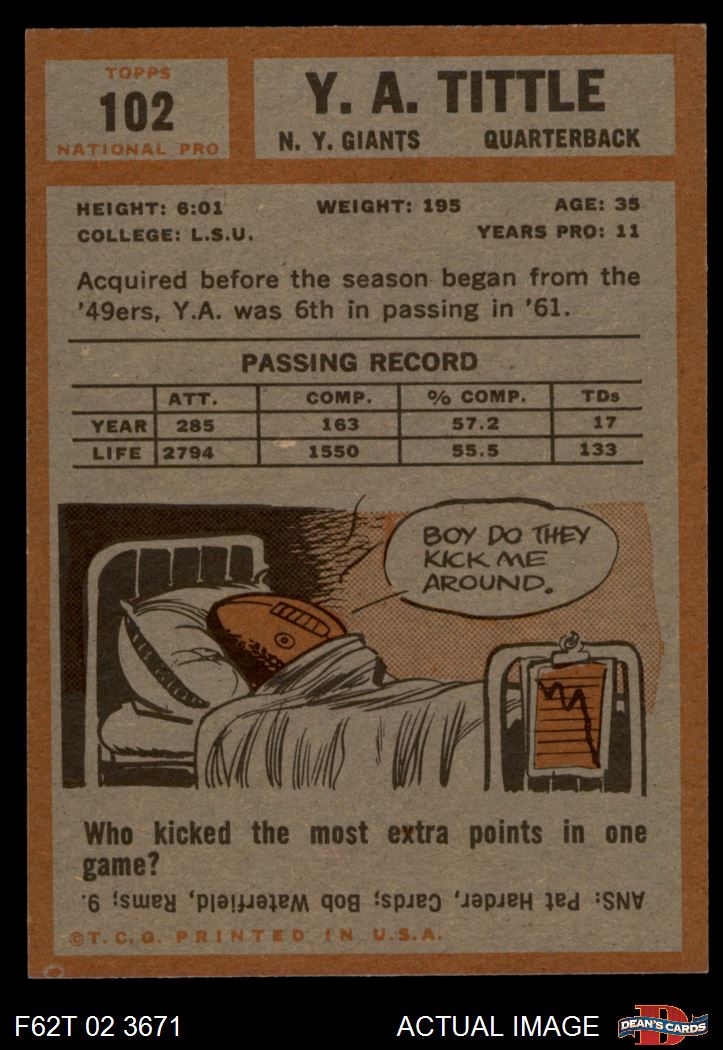 TOPPS
102
NATIONAL PRO
Y. A. TITTLE
N. Y. GIANTS QUARTERBACK
HEIGHT: 6:01 WEIGHT: 195 AGE: 35
COLLEGE: L.S.U. YEARS PRO: 11
Acquired before the season began from the
'49ers, Y.A. was 6th in passing in '61.
PASSING RECORD
ATT. COMP. % COMP. TDs
YEAR 285 163 57.2 17
LIFE 2794 1550 55.5 133
BOY DO THEY
KICK ME
AROUND.
Who kicked the most extra points in one
game?
ANS: Pat Harder, Cards; Bob Waterfield, Rams; 9.
©T.C.G. PRINTED IN U.S.A.
F62T 02 3671 ACTUAL IMAGE DEAN'S CARDS